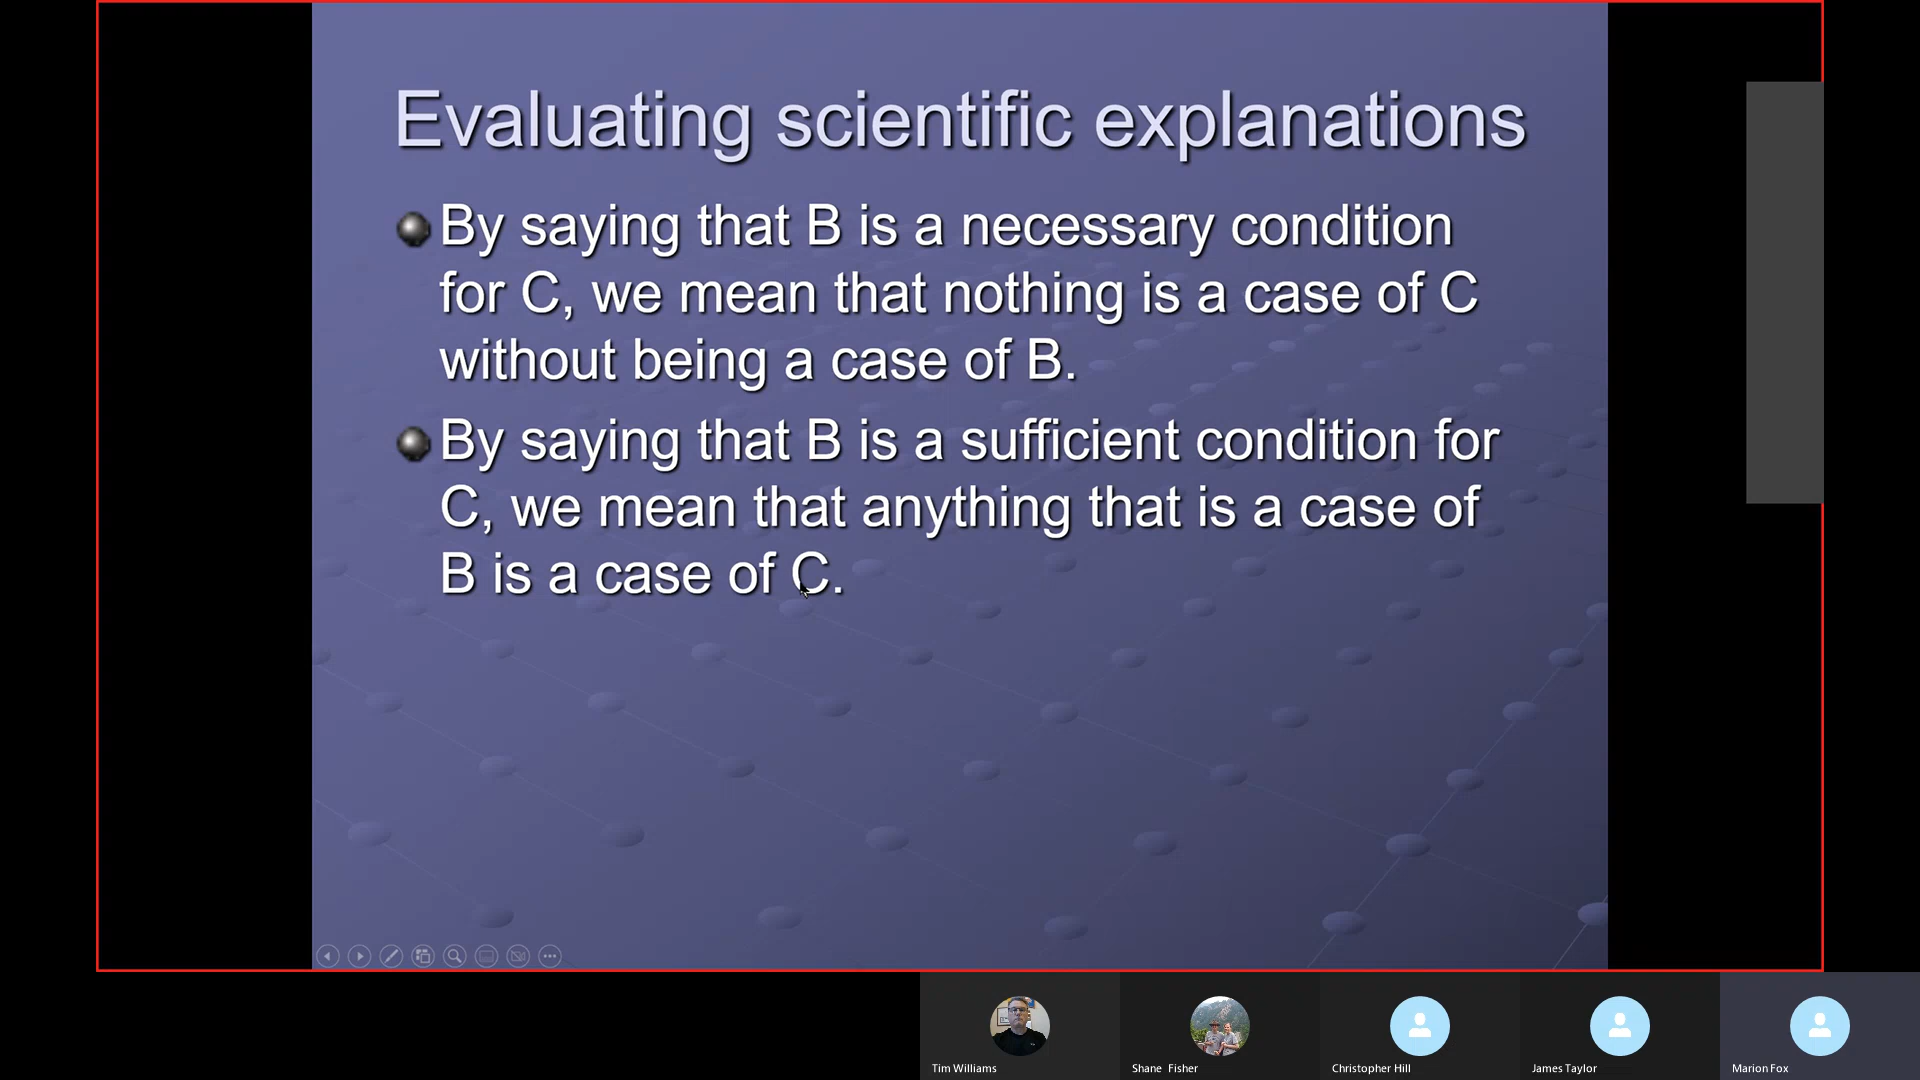 Evaluating scientific explanations
By saying that B is a necessary condition
for C, we mean that nothing is a case of C
without being a case of B.
By saying that B is a sufficient condition for
C, we mean that anything that is a case of
B is a case of C.
Tim Williams
Shane Fisher
Christopher Hill
James Taylor
Marion Fox